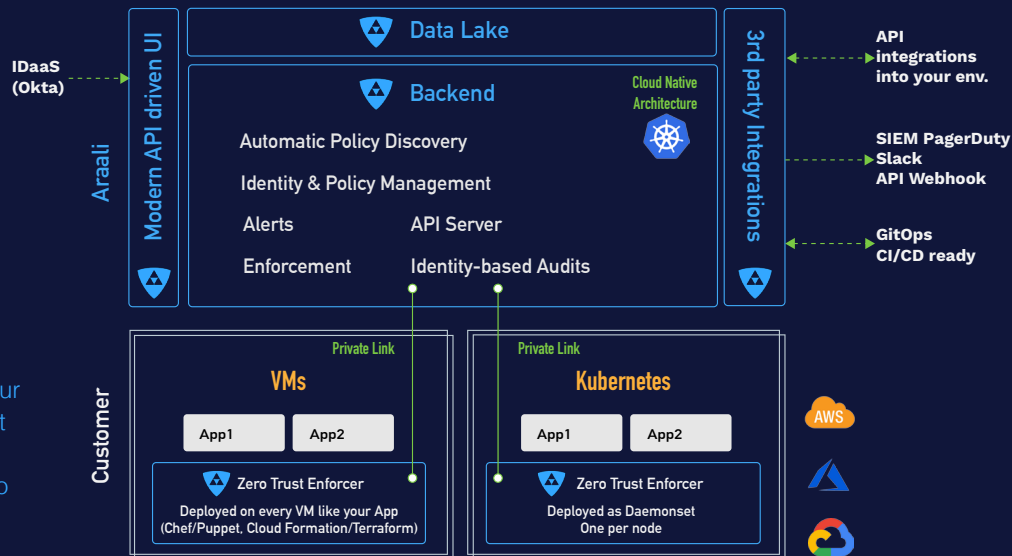 Data Lake
Modern API driven UI
3rd party Integrations
IDaaS
(Okta)
API
integrations
into your env.
Backend
Cloud Native
Architecture
Automatic Policy Discovery
Identity & Policy Management
Alerts
API Server
Enforcement
Identity-based Audits
SIEM PagerDuty
Slack
API Webhook
GitOps
CI/CD ready
Araali
Customer
Private Link
VMs
App1
App2
Zero Trust Enforcer
Deployed on every VM like your App
(Chef/Puppet, Cloud Formation/Terraform)
Private Link
Kubernetes
App1
App2
Zero Trust Enforcer
Deployed as Daemonset
One per node
AWS